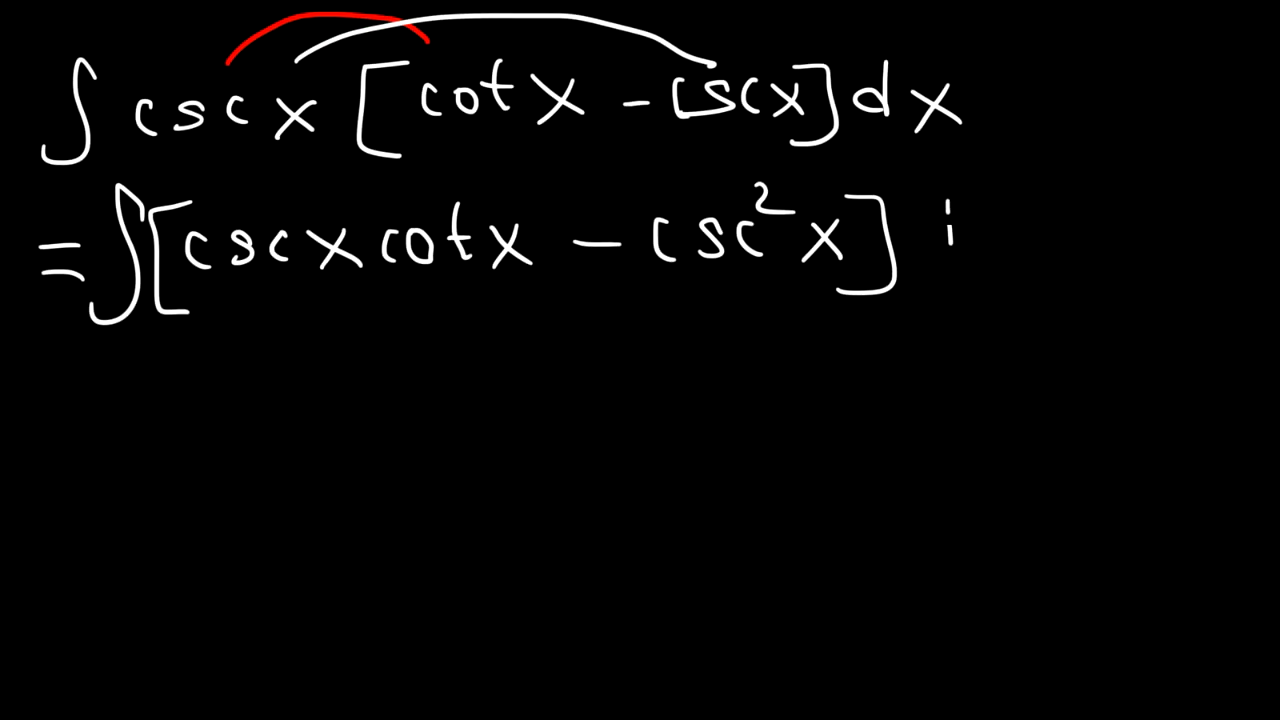 ∫ csc x [cot x - csc x] dx
= ∫ [csc x cot x - csc² x]